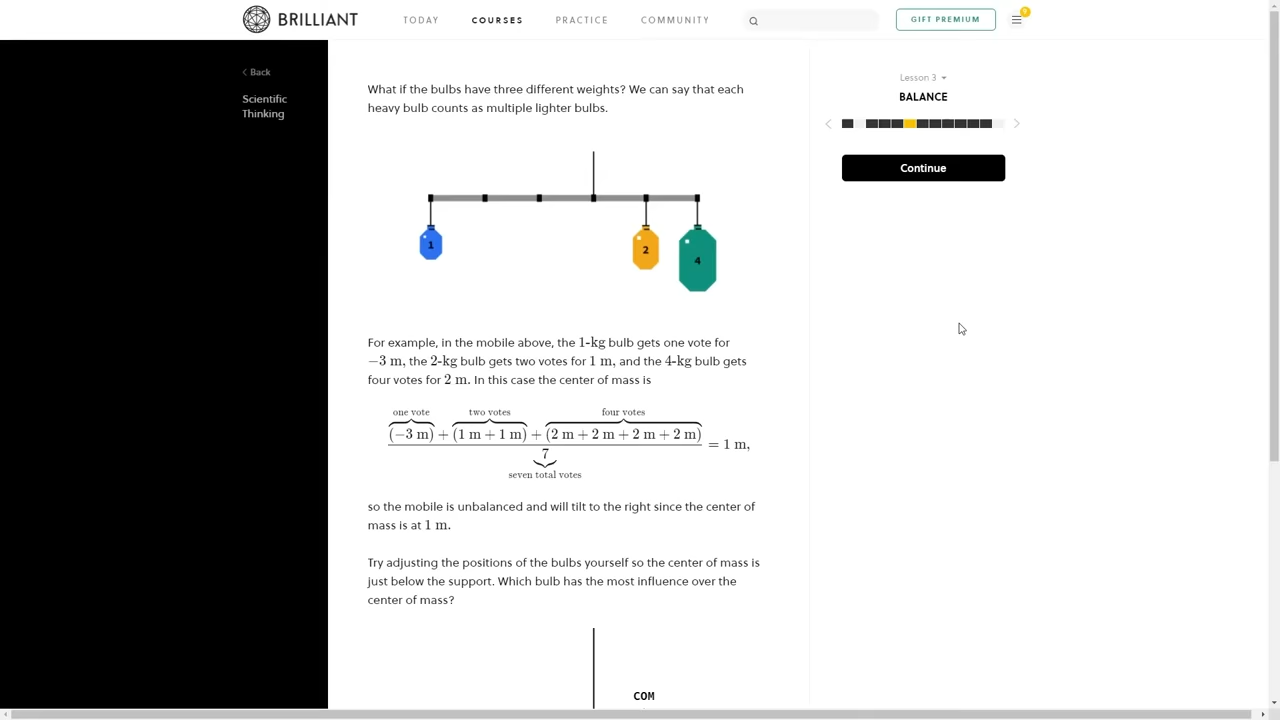 BRILLIANT
TODAY
COURSES
PRACTICE
COMMUNITY
GIFT PREMIUM
Back
Scientific
Thinking
What if the bulbs have three different weights? We can say that each
heavy bulb counts as multiple lighter bulbs.
1
2
4
For example, in the mobile above, the 1-kg bulb gets one vote for
−3 m, the 2-kg bulb gets two votes for 1 m, and the 4-kg bulb gets
four votes for 2 m. In this case the center of mass is
one vote two votes four votes
(−3 m) + (1 m + 1 m) + (2 m + 2 m + 2 m + 2 m)
7
= 1 m,
seven total votes
so the mobile is unbalanced and will tilt to the right since the center of
mass is at 1 m.
Try adjusting the positions of the bulbs yourself so the center of mass is
just below the support. Which bulb has the most influence over the
center of mass?
COM
Lesson 3
BALANCE
Continue